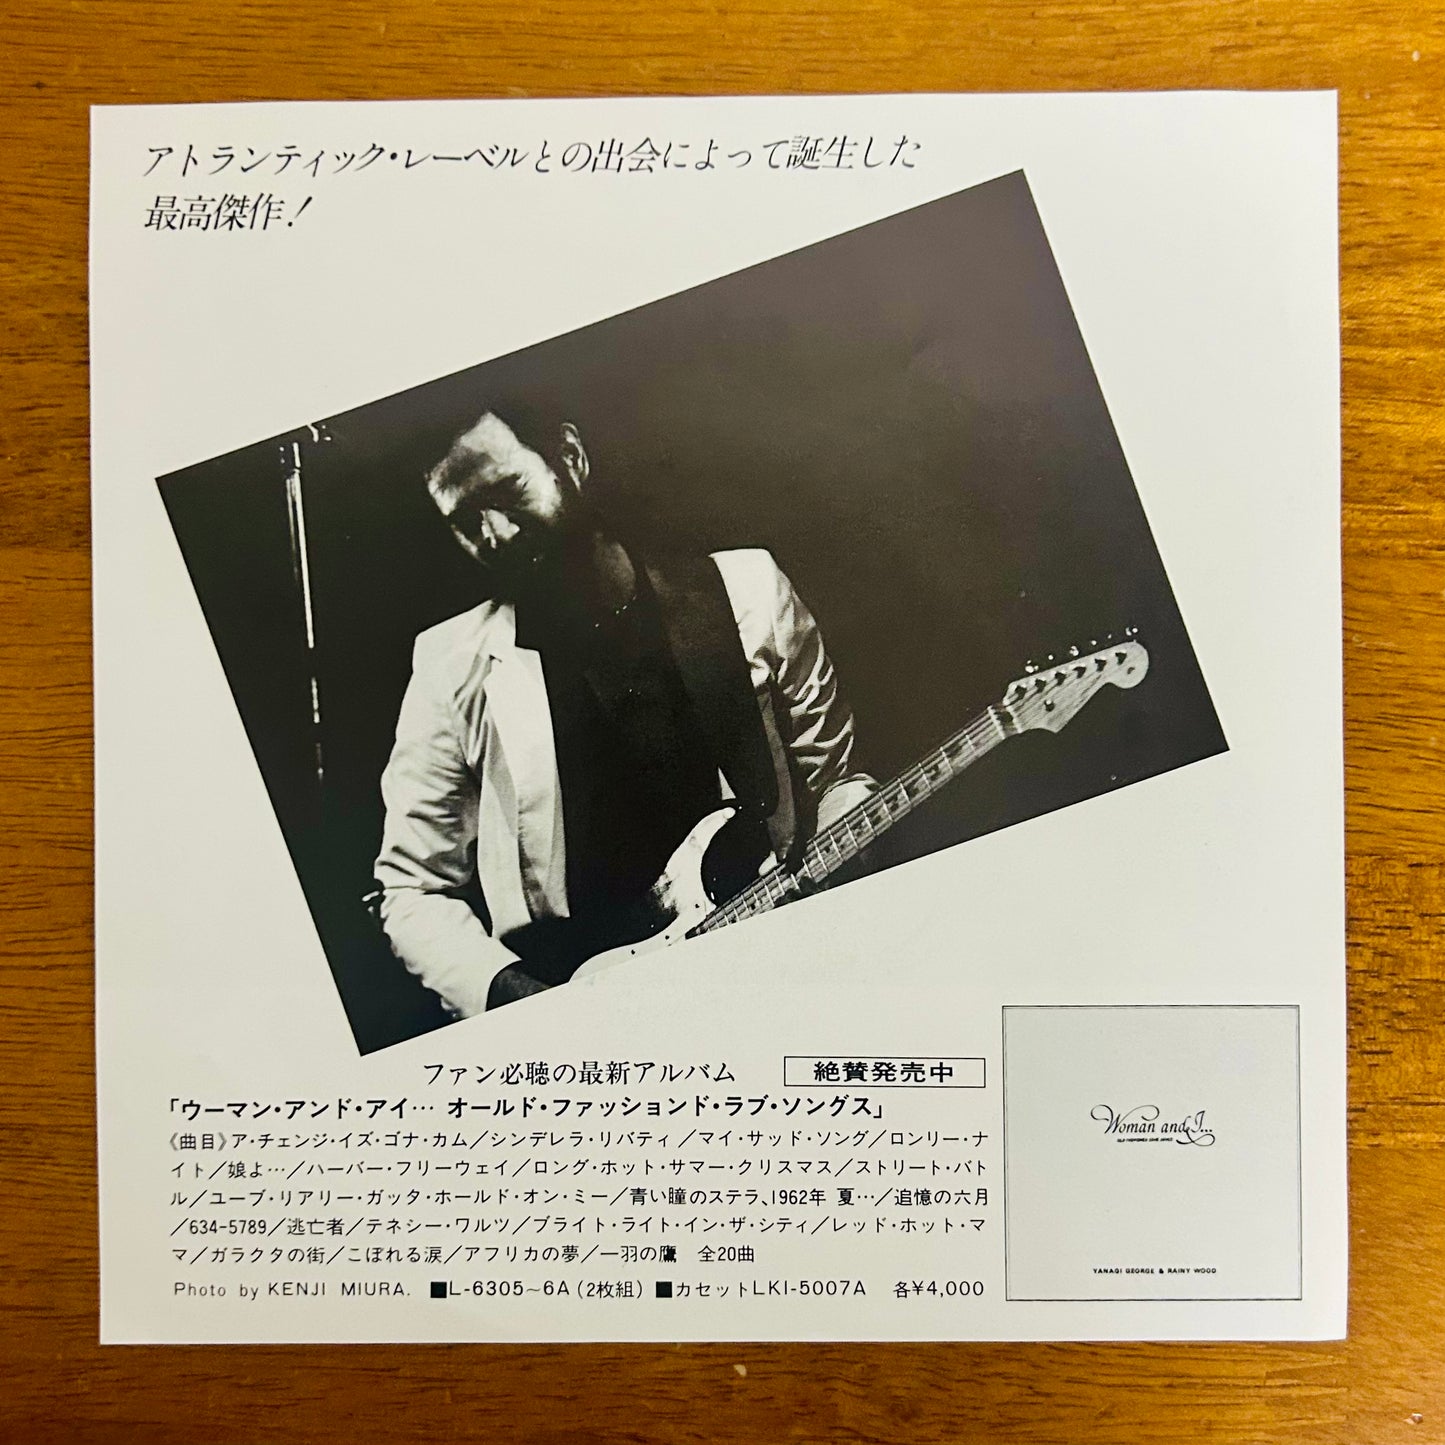 アトランティック・レーベルとの出会によって誕生した
最高傑作！
ファン必聴の最新アルバム 絶賛発売中
「ウーマン・アンド・アイ… オールド・ファッションド・ラブ・ソングス」
《曲目》ア・チェンジ・イズ・ゴナ・カム／シンデレラ・リバティ／マイ・サッド・ソング／ロンリー・ナ
イト／娘よ…／ハーバー・フリーウェイ／ロング・ホット・サマー・クリスマス／ストリート・バト
ル／ユーブ・リアリー・ガッタ・ホールド・オン・ミー／青い瞳のステラ、1962年 夏…／追憶の六月
／634-5789／逃亡者／テネシー・ワルツ／ブライト・ライト・イン・ザ・シティ／レッド・ホット・マ
マ／ガラクタの街／こぼれる涙／アフリカの夢／一羽の鷹 全20曲
Photo by KENJI MIURA. ■L-6305～6A(2枚組) ■カセットLKI-5007A 各¥4,000
Woman and I...
OLD FASHIONED LOVE SONGS
YANAGI GEORGE & RAINY WOOD